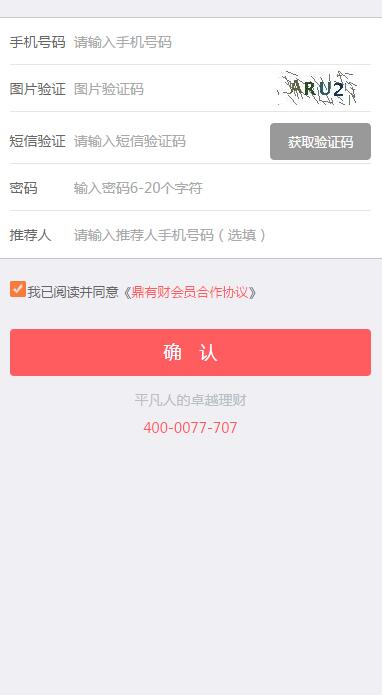 手机号码 请输入手机号码
图片验证 图片验证码 ARU2
短信验证 请输入短信验证码 获取验证码
密码 输入密码6-20个字符
推荐人 请输入推荐人手机号码（选填）
我已阅读并同意《鼎有财会员合作协议》
确 认
平凡人的卓越理财
400-0077-707